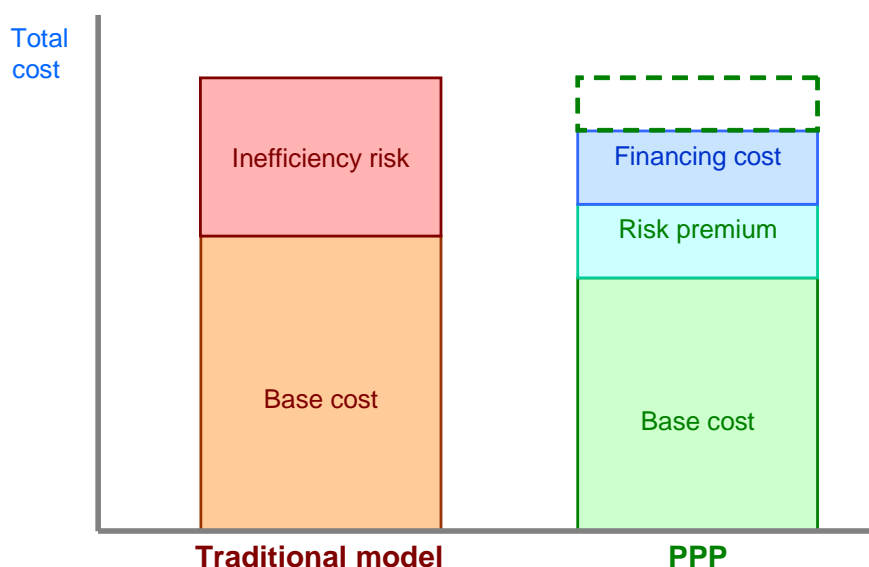 Total
cost
Inefficiency risk
Financing cost
Risk premium
Base cost
Base cost
Traditional model
PPP